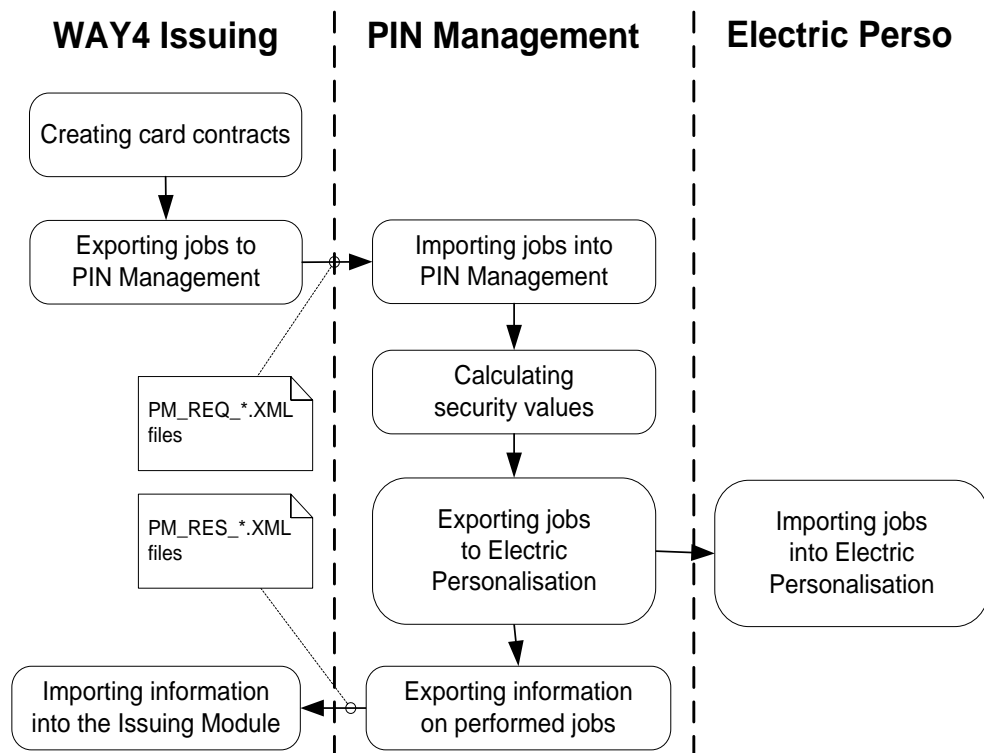 WAY4 Issuing
PIN Management
Electric Perso
Creating card contracts
Exporting jobs to
PIN Management
Importing jobs into
PIN Management
Calculating
security values
PM_REQ_*.XML
files
PM_RES_*.XML
files
Exporting jobs
to Electric
Personalisation
Importing jobs
into Electric
Personalisation
Importing information
into the Issuing Module
Exporting information
on performed jobs